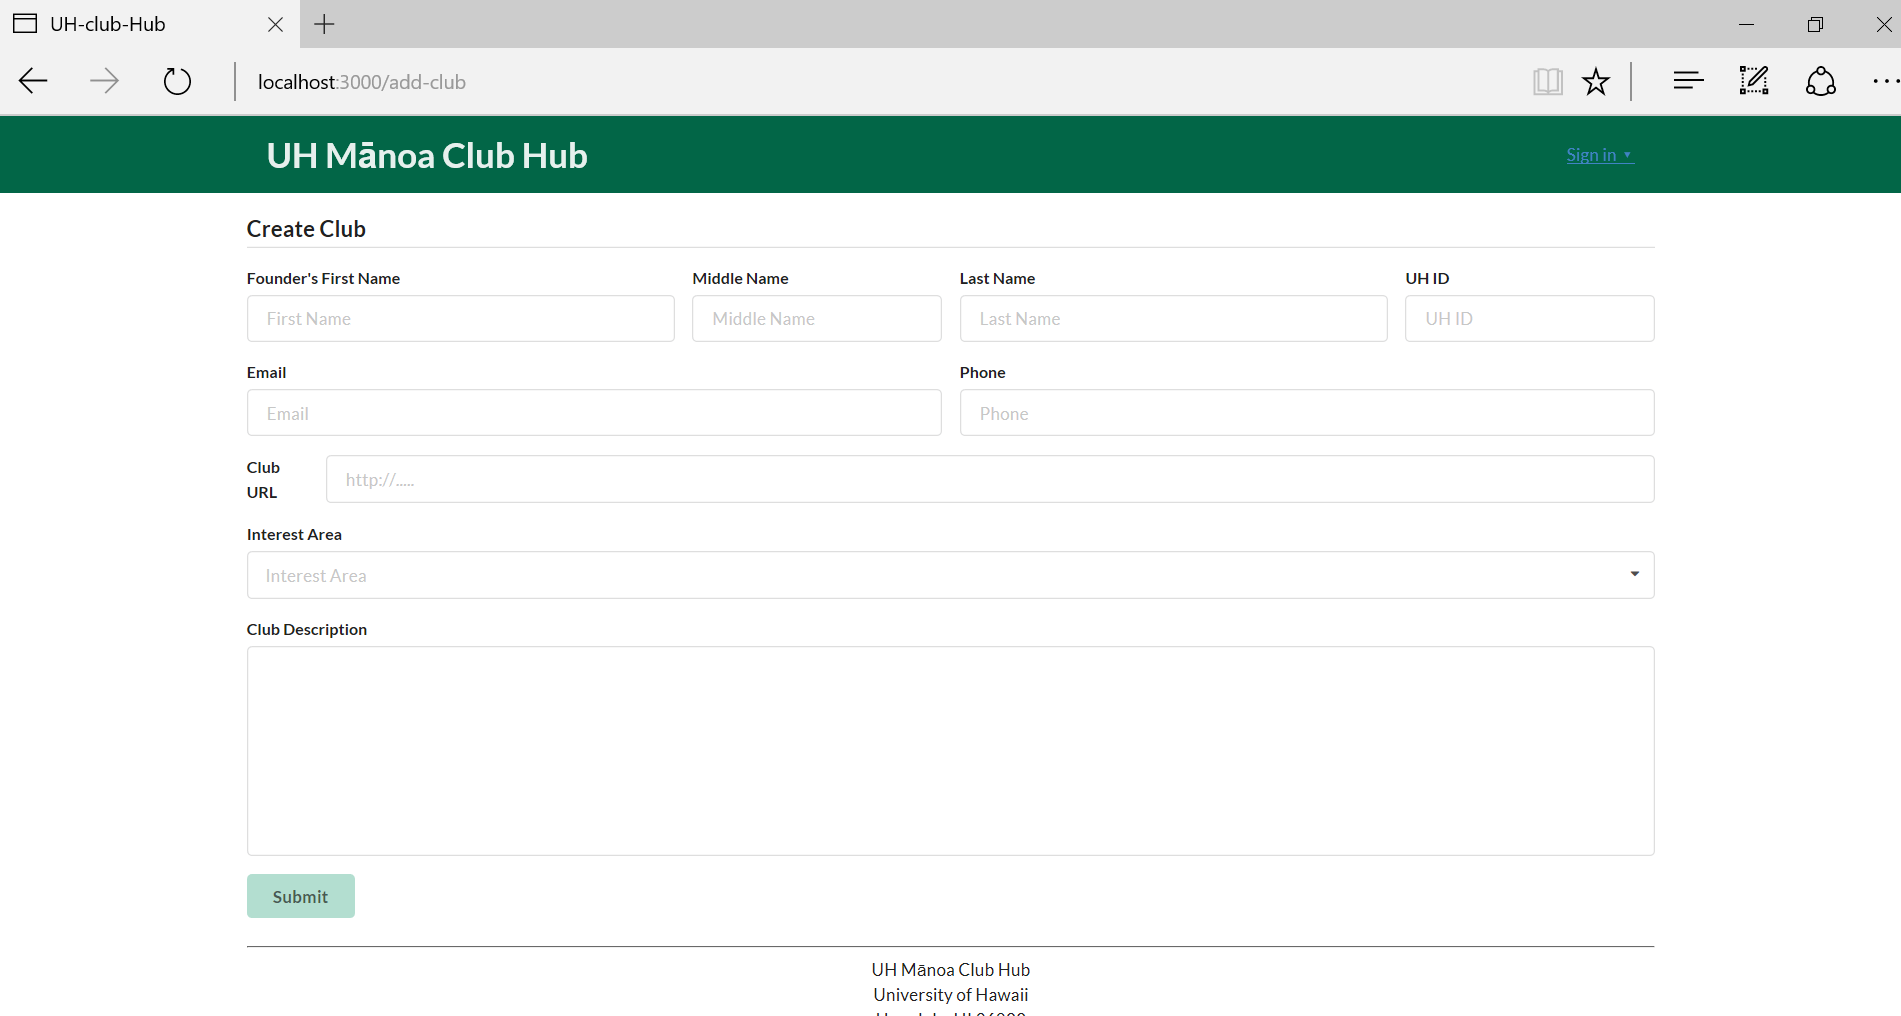 UH-club-Hub
localhost:3000/add-club
UH Mānoa Club Hub
Sign in
Create Club
Founder's First Name
Middle Name
Last Name
UH ID
First Name
Middle Name
Last Name
UH ID
Email
Phone
Email
Phone
Club
URL
http://.....
Interest Area
Interest Area
Club Description
Submit
UH Mānoa Club Hub
University of Hawaii